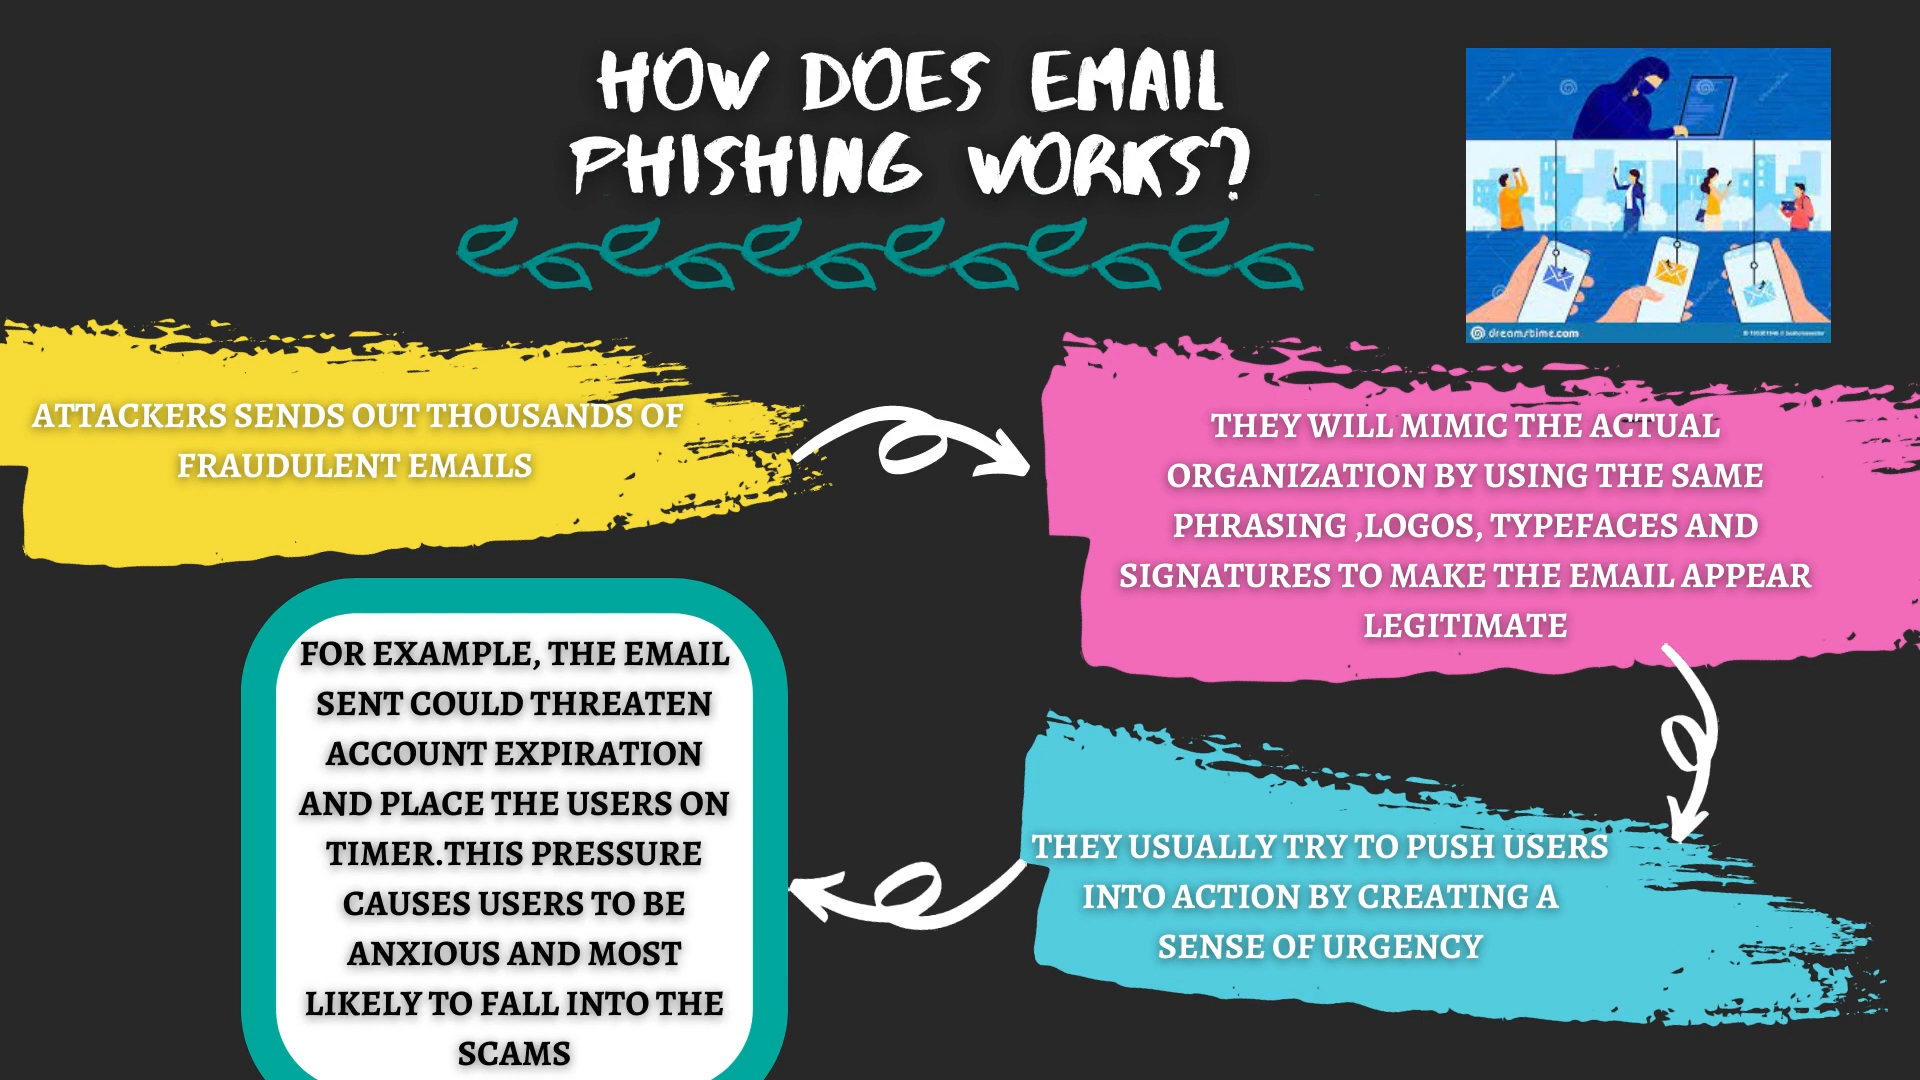 HOW DOES EMAIL
PHISHING WORKS?
dreamstime.com
ATTACKERS SENDS OUT THOUSANDS OF
FRAUDULENT EMAILS
THEY WILL MIMIC THE ACTUAL
ORGANIZATION BY USING THE SAME
PHRASING ,LOGOS, TYPEFACES AND
SIGNATURES TO MAKE THE EMAIL APPEAR
LEGITIMATE
THEY USUALLY TRY TO PUSH USERS
INTO ACTION BY CREATING A
SENSE OF URGENCY
FOR EXAMPLE, THE EMAIL
SENT COULD THREATEN
ACCOUNT EXPIRATION
AND PLACE THE USERS ON
TIMER.THIS PRESSURE
CAUSES USERS TO BE
ANXIOUS AND MOST
LIKELY TO FALL INTO THE
SCAMS